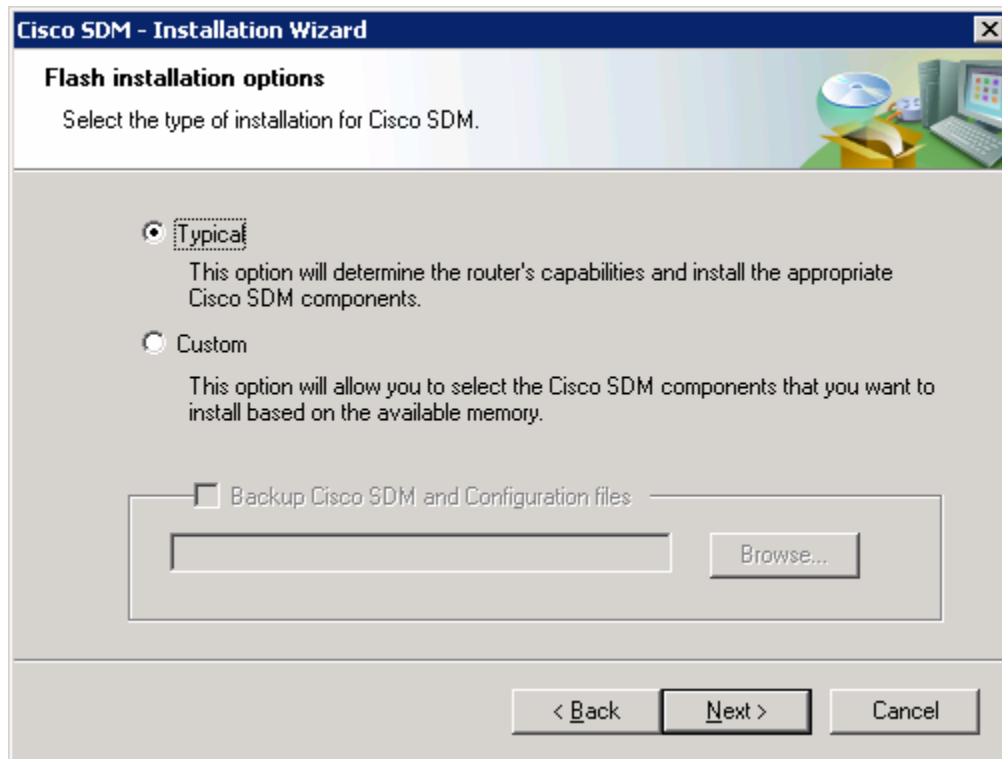 Cisco SDM - Installation Wizard
Flash installation options
Select the type of installation for Cisco SDM.
Typical
This option will determine the router's capabilities and install the appropriate
Cisco SDM components.
Custom
This option will allow you to select the Cisco SDM components that you want to
install based on the available memory.
Backup Cisco SDM and Configuration files
Browse...
< Back
Next >
Cancel